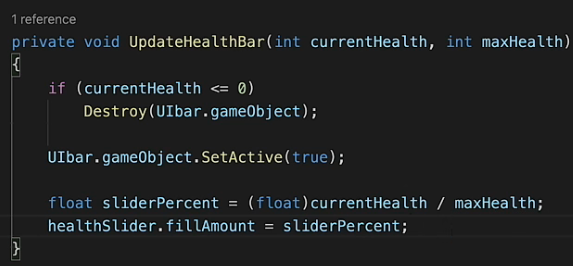 1 reference
private void UpdateHealthBar(int currentHealth, int maxHealth)
{
if (currentHealth <= 0)
Destroy(UIbar.gameObject);
UIbar.gameObject.SetActive(true);
float sliderPercent = (float)currentHealth / maxHealth;
healthSlider.fillAmount = sliderPercent;
}